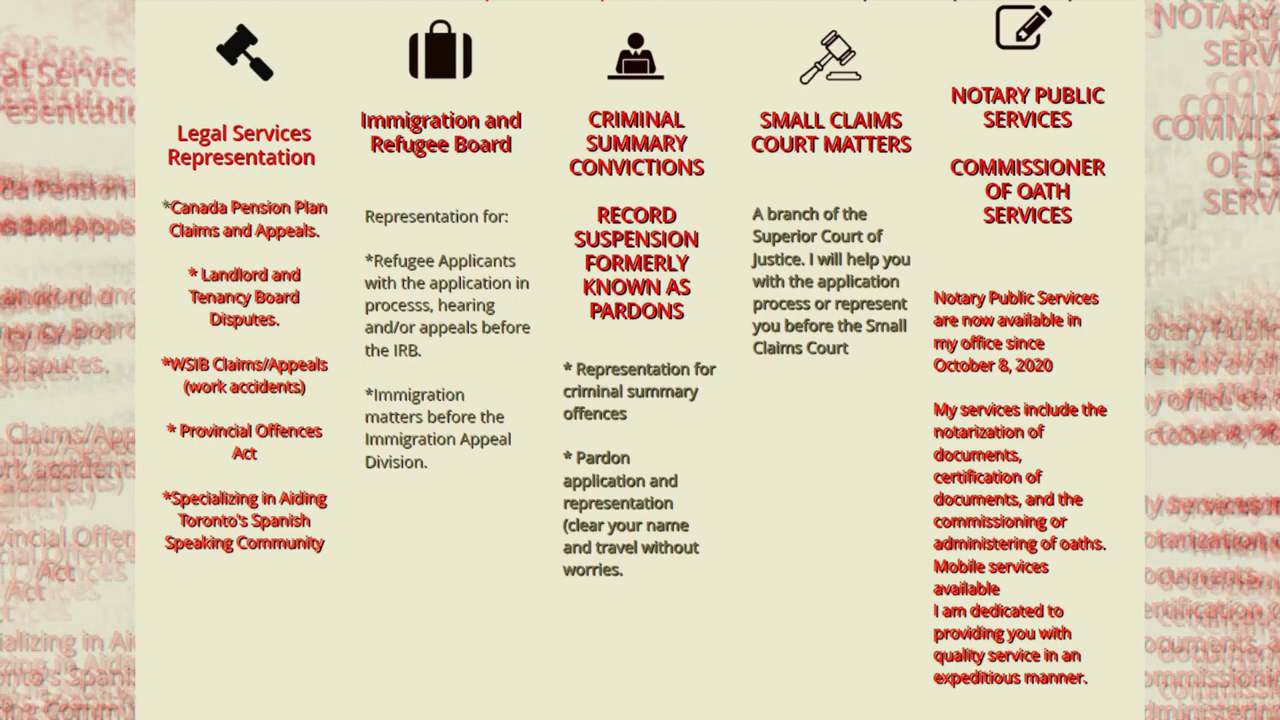 Legal Services
Representation
*Canada Pension Plan
Claims and Appeals.
* Landlord and
Tenancy Board
Disputes.
*WSIB Claims/Appeals
(work accidents)
* Provincial Offences
Act
*Specializing in Aiding
Toronto's Spanish
Speaking Community
Immigration and
Refugee Board
Representation for:
*Refugee Applicants
with the application in
processs, hearing
and/or appeals before
the IRB.
*Immigration
matters before the
Immigration Appeal
Division.
CRIMINAL
SUMMARY
CONVICTIONS
RECORD
SUSPENSION
FORMERLY
KNOWN AS
PARDONS
* Representation for
criminal summary
offences
* Pardon
application and
representation
(clear your name
and travel without
worries.
SMALL CLAIMS
COURT MATTERS
A branch of the
Superior Court of
Justice. I will help you
with the application
process or represent
you before the Small
Claims Court
NOTARY PUBLIC
SERVICES
COMMISSIONER
OF OATH
SERVICES
Notary Public Services
are now available in
my office since
October 8, 2020
My services include the
notarization of
documents,
certification of
documents, and the
commissioning or
administering of oaths.
Mobile services
available
I am dedicated to
providing you with
quality service in an
expeditious manner.